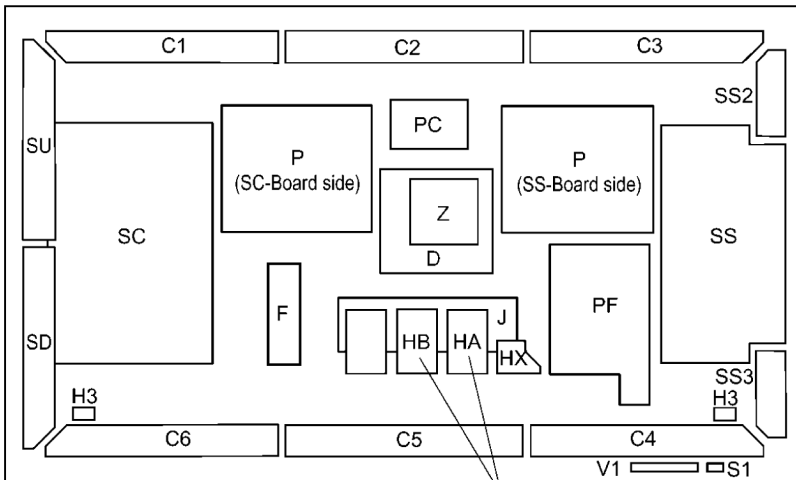 C1
C2
C3
SS2
SU
P
(SC-Board side)
PC
P
(SS-Board side)
SC
Z
D
SS
F
J
PF
SD
HB
HA
HX
SS3
H3
H3
C6
C5
C4
V1
S1